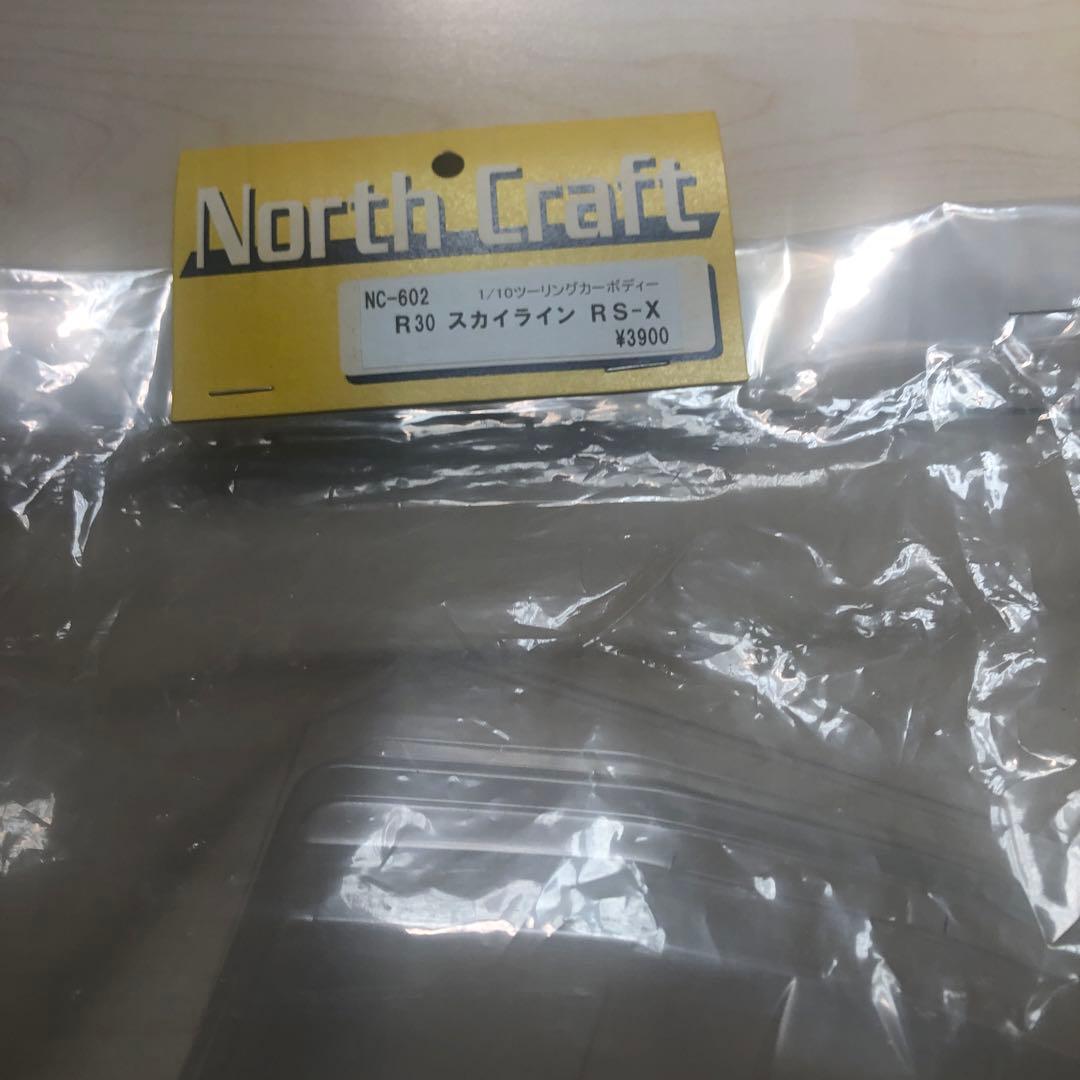 North Craft
NC-602 1/10ツーリングカーボディー
R30 スカイライン RS-X
¥3900